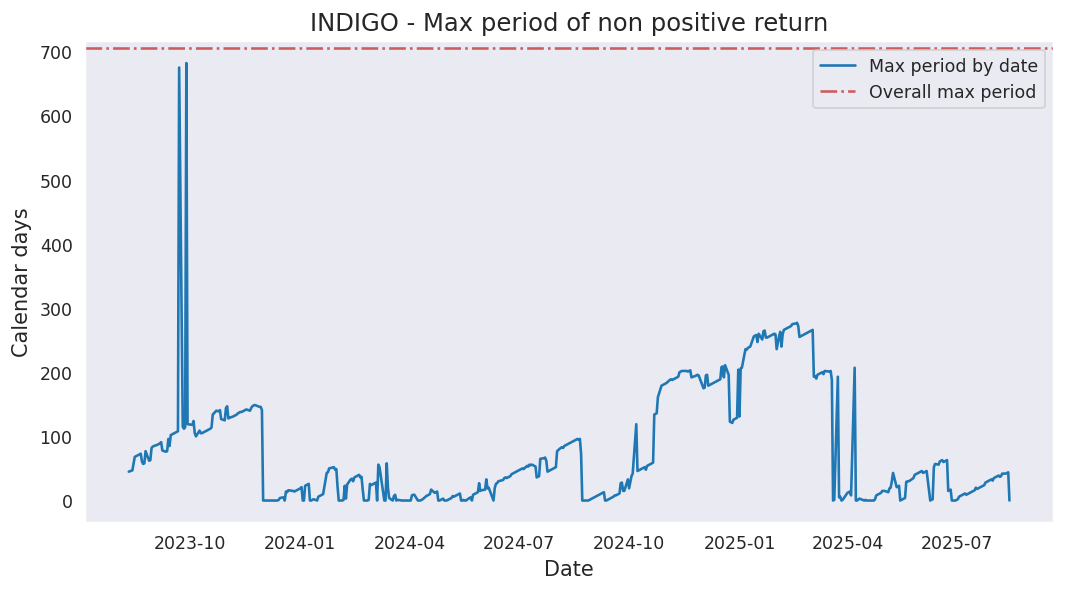 INDIGO - Max period of non positive return
Calendar days
700
600
500
400
300
200
100
0
Max period by date
Overall max period
2023-10 2024-01 2024-04 2024-07 2024-10 2025-01 2025-04 2025-07
Date